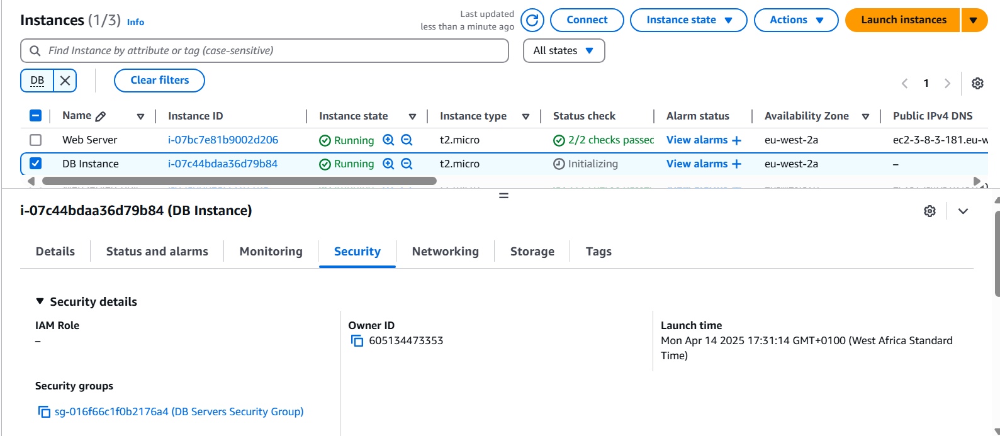 Instances (1/3) Info
Last updated
less than a minute ago
Connect
Instance state
Actions
Launch instances
Find Instance by attribute or tag (case-sensitive)
All states
DB
Clear filters
1
Name Instance ID Instance state Instance type Status check Alarm status Availability Zone Public IPv4 DNS
Web Server i-07bc7e81b9002d206 Running t2.micro 2/2 checks passec View alarms + eu-west-2a ec2-3-8-3-181.eu-w
DB Instance i-07c44bdaa36d79b84 Running t2.micro Initializing View alarms + eu-west-2a –
i-07c44bdaa36d79b84 (DB Instance)
Details Status and alarms Monitoring Security Networking Storage Tags
Security details
IAM Role
–
Owner ID
605134473353
Launch time
Mon Apr 14 2025 17:31:14 GMT+0100 (West Africa Standard
Time)
Security groups
sg-016f66c1f0b2176a4 (DB Servers Security Group)